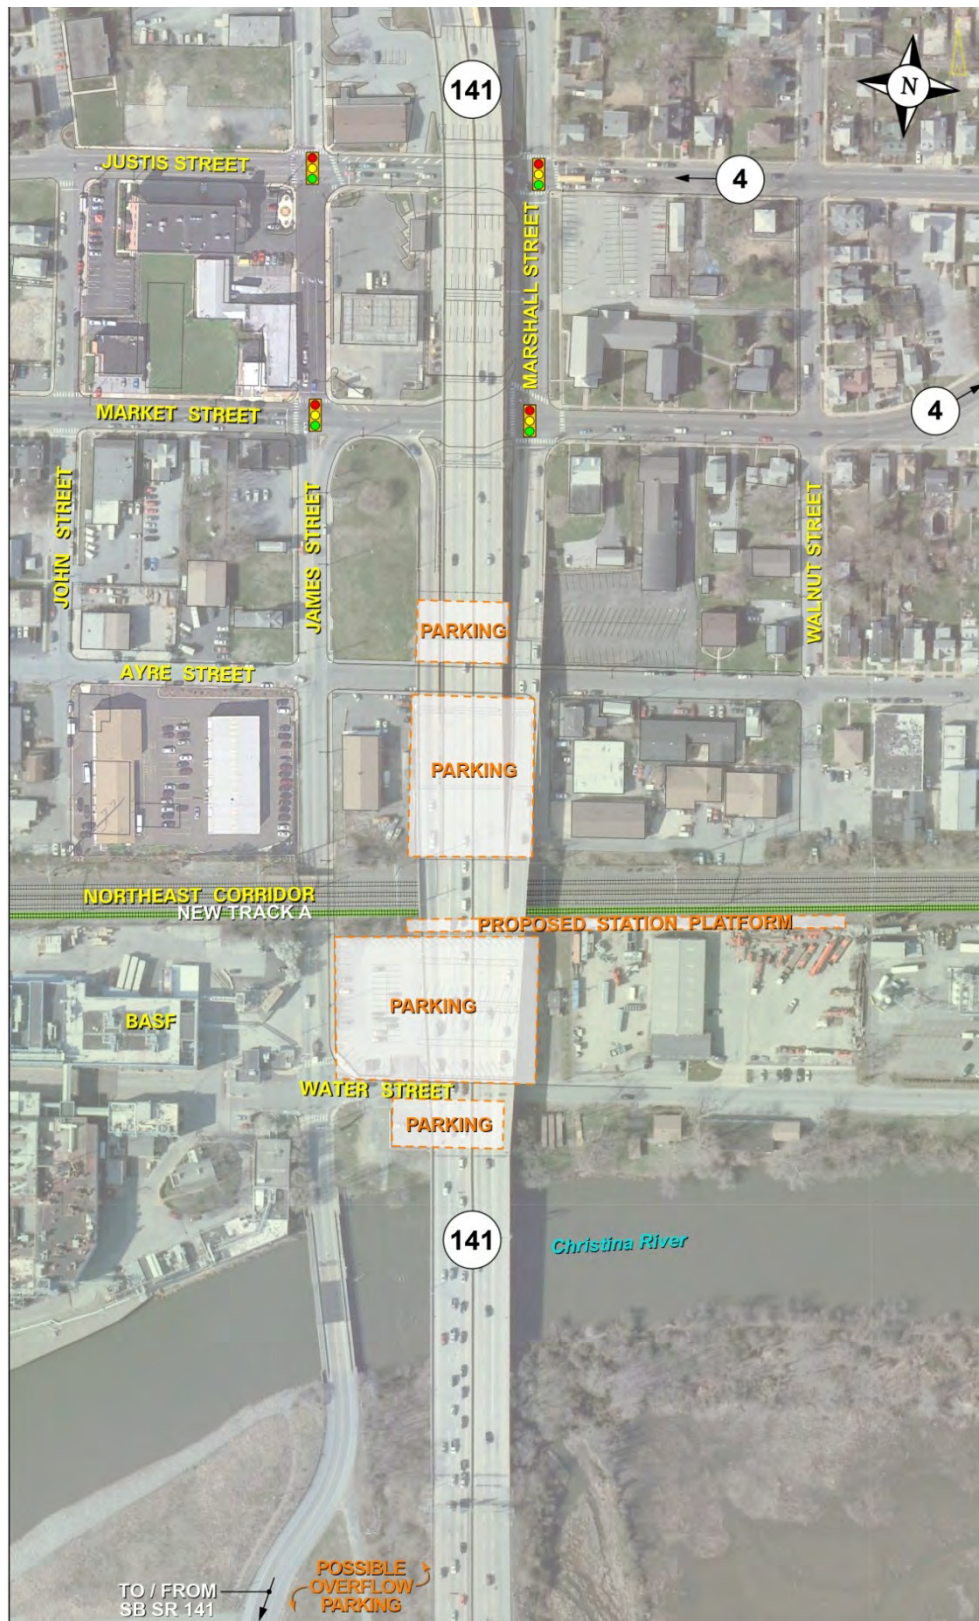 141
N
JUSTIS STREET
4
MARSHALL STREET
MARKET STREET
4
JOHN STREET
JAMES STREET
WALNUT STREET
PARKING
AYRE STREET
PARKING
NORTHEAST CORRIDOR
NEW TRACK A
PROPOSED STATION PLATFORM
PARKING
BASF
WATER STREET
PARKING
141
Christina River
POSSIBLE
OVERFLOW
PARKING
TO / FROM
SB SR 141